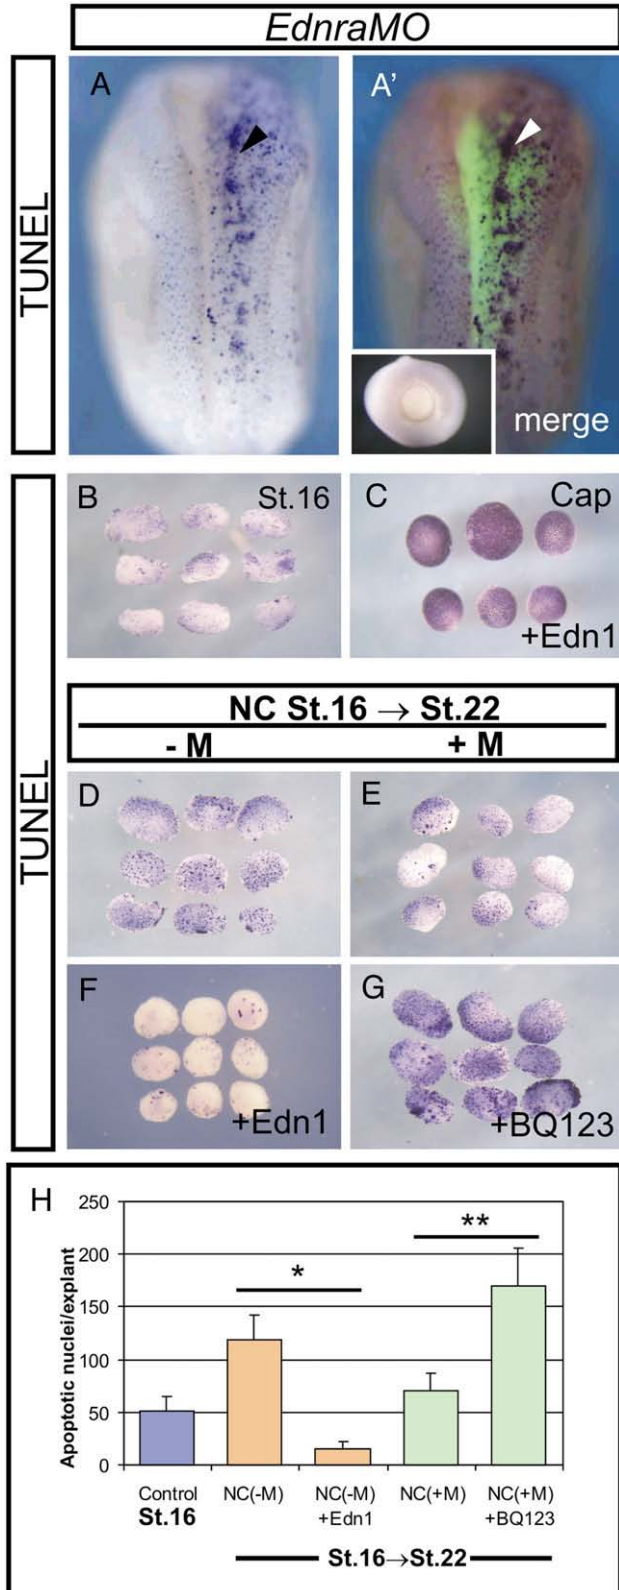 EdnraMO
TUNEL
A
A'
merge
TUNEL
B
St.16
C
Cap
+Edn1
NC St.16 → St.22
- M
+ M
D
E
F
+Edn1
G
+BQ123
H
Apoptotic nuclei/explant
250
200
150
100
50
0
*
**
Control
St.16
NC(-M)
NC(-M)
+Edn1
NC(+M)
NC(+M)
+BQ123
St.16→St.22